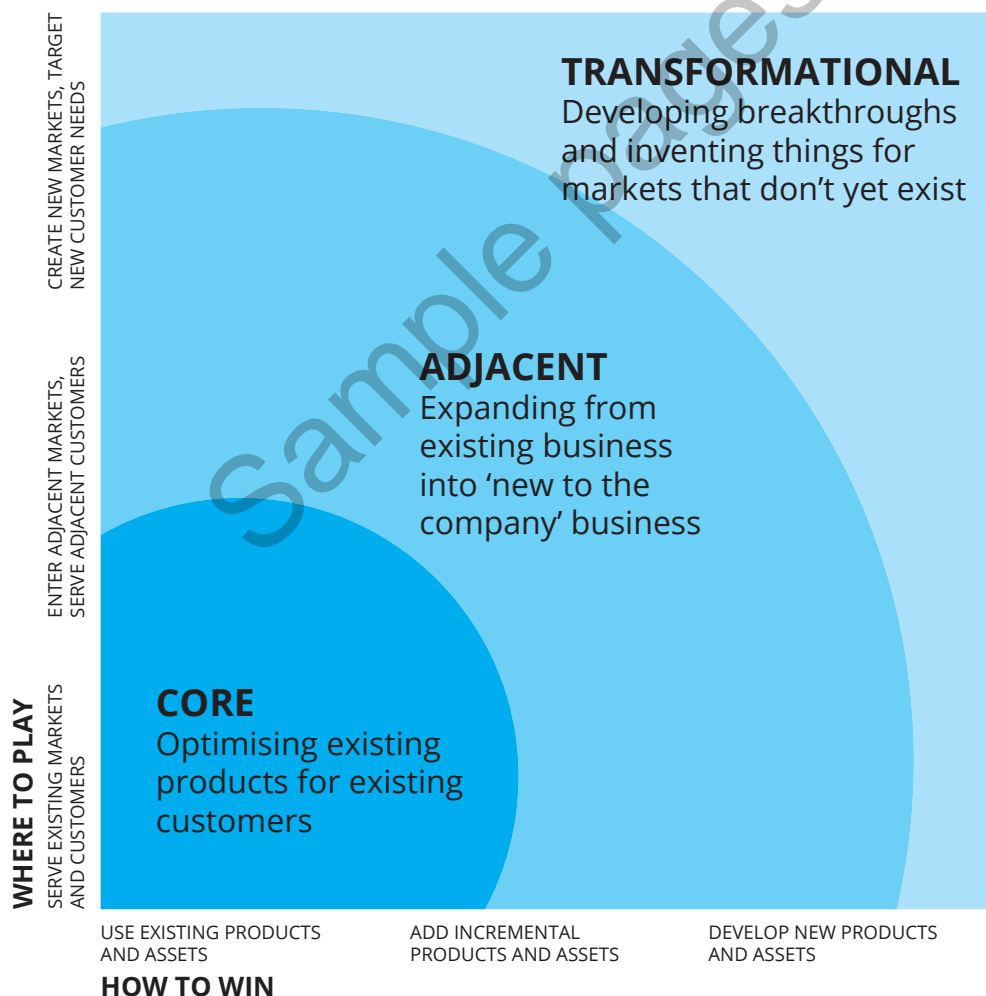 CREATE NEW MARKETS, TARGET
NEW CUSTOMER NEEDS
TRANSFORMATIONAL
Developing breakthroughs
and inventing things for
markets that don't yet exist
ENTER ADJACENT MARKETS,
SERVE ADJACENT CUSTOMERS
ADJACENT
Expanding from
existing business
into ‘new to the
company’ business
WHERE TO PLAY
SERVE EXISTING MARKETS
AND CUSTOMERS
CORE
Optimising existing
products for existing
customers
USE EXISTING PRODUCTS
AND ASSETS
ADD INCREMENTAL
PRODUCTS AND ASSETS
DEVELOP NEW PRODUCTS
AND ASSETS
HOW TO WIN
Sample pages